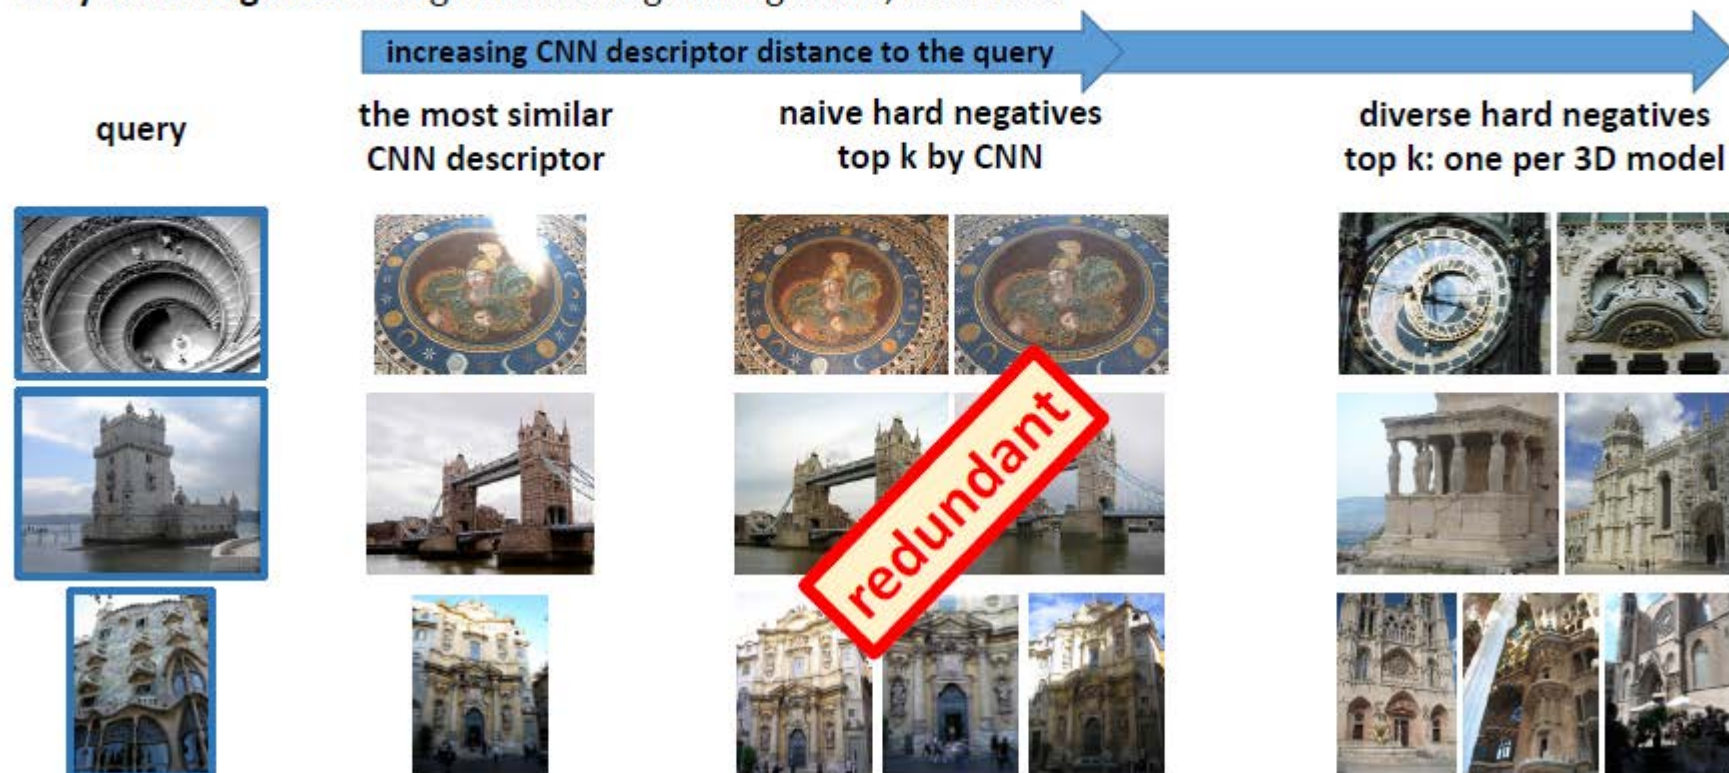 increasing CNN descriptor distance to the query
query
the most similar
CNN descriptor
naive hard negatives
top k by CNN
diverse hard negatives
top k: one per 3D model
redundant